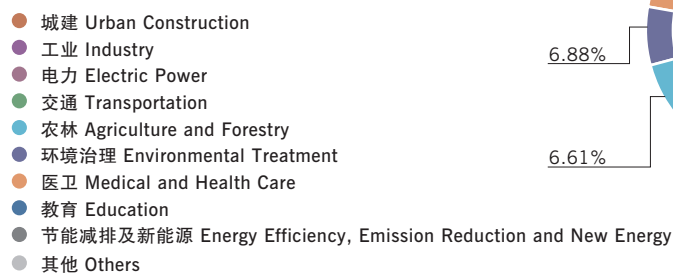 城建 Urban Construction
工业 Industry
电力 Electric Power
交通 Transportation
农林 Agriculture and Forestry
环境治理 Environmental Treatment
医卫 Medical and Health Care
教育 Education
节能减排及新能源 Energy Efficiency, Emission Reduction and New Energy
其他 Others
6.88%
6.61%